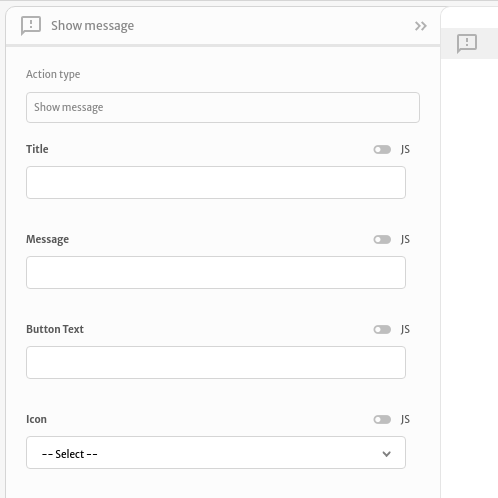 Show message
Action type
Show message
Title
JS
Message
JS
Button Text
JS
Icon
JS
-- Select --